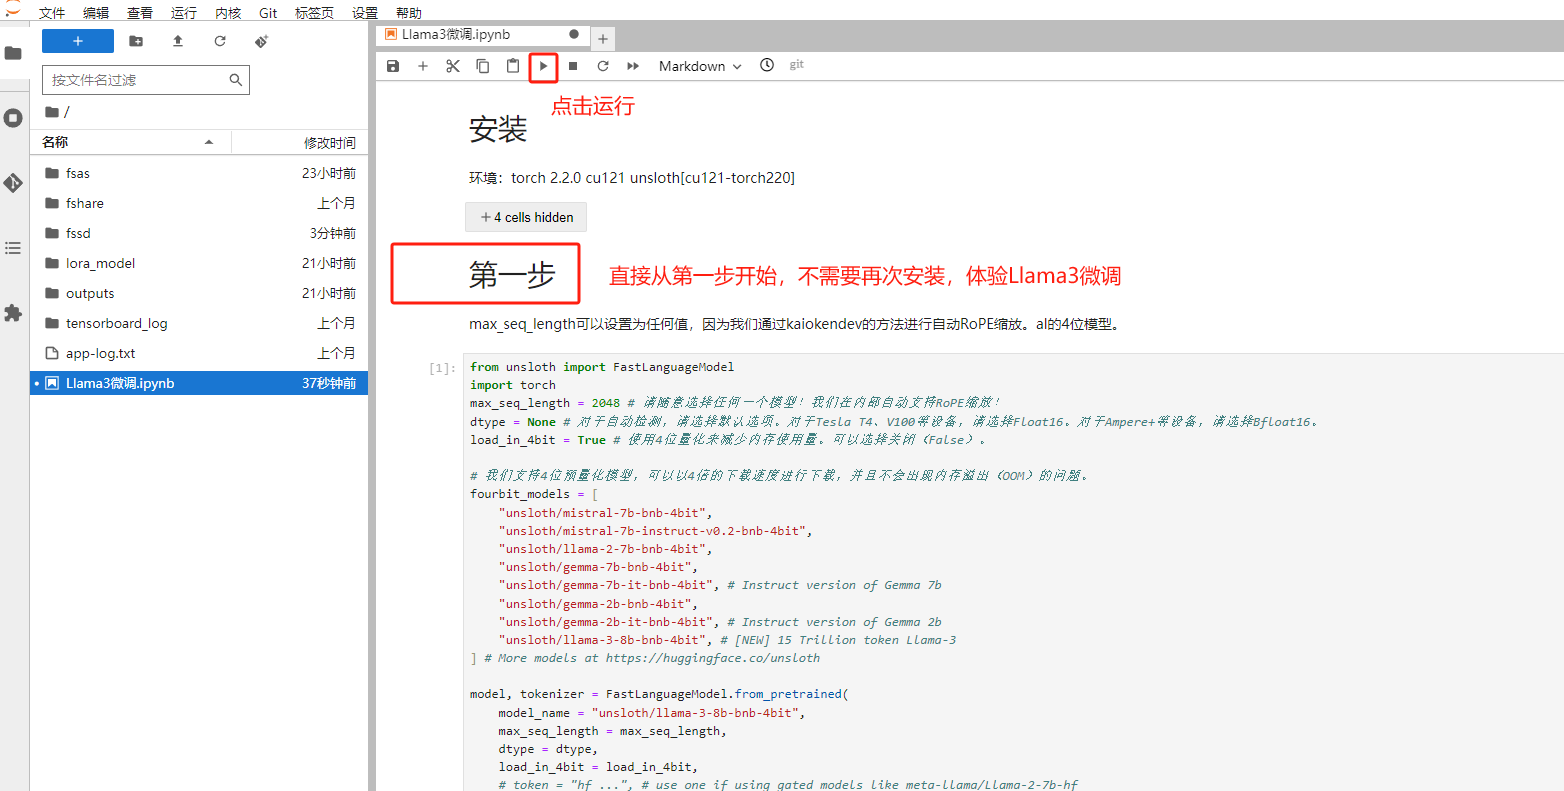 文件 编辑 查看 运行 内核 Git 标签页 设置 帮助
按文件名过滤
/
名称 修改时间
fsas 23小时前
fshare 上个月
fssd 3分钟前
lora_model 21小时前
outputs 21小时前
tensorboard_log 上个月
app-log.txt 上个月
Llama3微调.ipynb 37秒钟前
Llama3微调.ipynb
Markdown git
点击运行
安装
环境：torch 2.2.0 cu121 unsloth[cu121-torch220]
4 cells hidden
第一步
直接从第一步开始，不需要再次安装，体验Llama3微调
max_seq_length可以设置为任何值，因为我们通过kaiokendev的方法进行自动RoPE缩放。al的4位模型。
[1]:
from unsloth import FastLanguageModel
import torch
max_seq_length = 2048 # 请随意选择任何一个模型！我们在内部自动支持RoPE缩放！
dtype = None # 对于自动检测，请选择默认选项。对于Tesla T4、V100等设备，请选择Float16。对于Ampere+等设备，请选择Bfloat16。
load_in_4bit = True # 使用4位量化来减少内存使用量。可以选择关闭（False）。
# 我们支持4位预量化模型，可以以4倍的下载速度进行下载，并且不会出现内存溢出（OOM）的问题。
fourbit_models = [
"unsloth/mistral-7b-bnb-4bit",
"unsloth/mistral-7b-instruct-v0.2-bnb-4bit",
"unsloth/llama-2-7b-bnb-4bit",
"unsloth/gemma-7b-bnb-4bit",
"unsloth/gemma-7b-it-bnb-4bit", # Instruct version of Gemma 7b
"unsloth/gemma-2b-bnb-4bit",
"unsloth/gemma-2b-it-bnb-4bit", # Instruct version of Gemma 2b
"unsloth/llama-3-8b-bnb-4bit", # [NEW] 15 Trillion token Llama-3
] # More models at https://huggingface.co/unsloth
model, tokenizer = FastLanguageModel.from_pretrained(
model_name = "unsloth/llama-3-8b-bnb-4bit",
max_seq_length = max_seq_length,
dtype = dtype,
load_in_4bit = load_in_4bit,
# token = "hf_...", # use one if using gated models like meta-llama/Llama-2-7b-hf